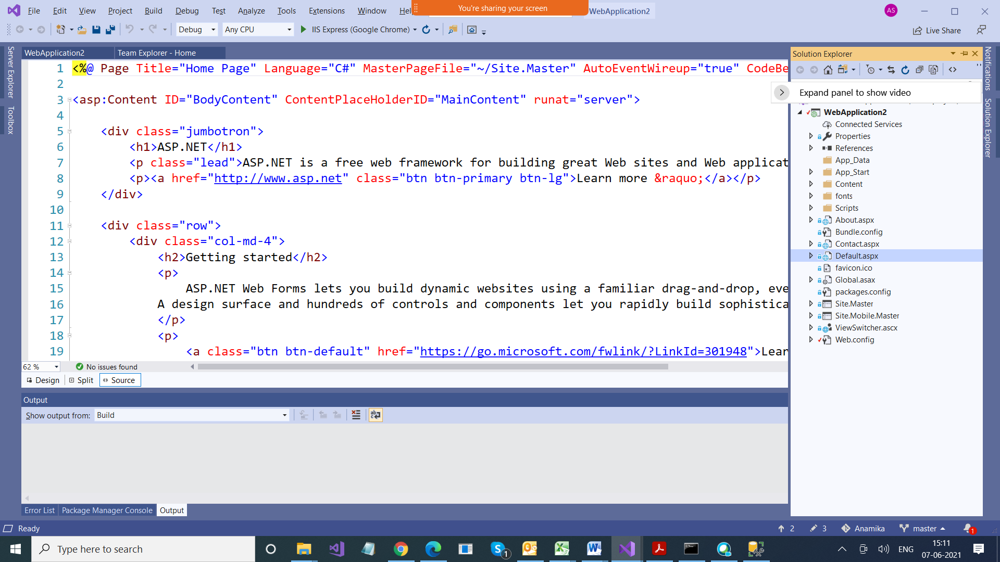 File Edit View Project Build Debug Test Analyze Tools Extensions Window Hel
You're sharing your screen
WebApplication2
AS
Debug Any CPU IIS Express (Google Chrome)
Live Share
Server Explorer
Toolbox
WebApplication2 Team Explorer - Home
1 <%@ Page Title="Home Page" Language="C#" MasterPageFile="~/Site.Master" AutoEventWireup="true" CodeBe
2
3 <asp:Content ID="BodyContent" ContentPlaceHolderID="MainContent" runat="server">
4
5 <div class="jumbotron">
6 <h1>ASP.NET</h1>
7 <p class="lead">ASP.NET is a free web framework for building great Web sites and Web applicat
8 <p><a href="http://www.asp.net" class="btn btn-primary btn-lg">Learn more &raquo;</a></p>
9 </div>
10
11 <div class="row">
12 <div class="col-md-4">
13 <h2>Getting started</h2>
14 <p>
15 ASP.NET Web Forms lets you build dynamic websites using a familiar drag-and-drop, eve
16 A design surface and hundreds of controls and components let you rapidly build sophistica
17 </p>
18 <p>
19 <a class="btn btn-default" href="https://go.microsoft.com/fwlink/?LinkId=301948">Lear
62 % No issues found
Design Split Source
Output
Show output from: Build
Error List Package Manager Console Output
Solution Explorer
Expand panel to show video
WebApplication2
Connected Services
Properties
References
App_Data
App_Start
Content
fonts
Scripts
About.aspx
Bundle.config
Contact.aspx
Default.aspx
favicon.ico
Global.asax
packages.config
Site.Master
Site.Mobile.Master
ViewSwitcher.ascx
Web.config
Notifications
Solution Explorer
Ready
2 3 Anamika master 1
Type here to search
1
ENG
15:11
07-06-2021